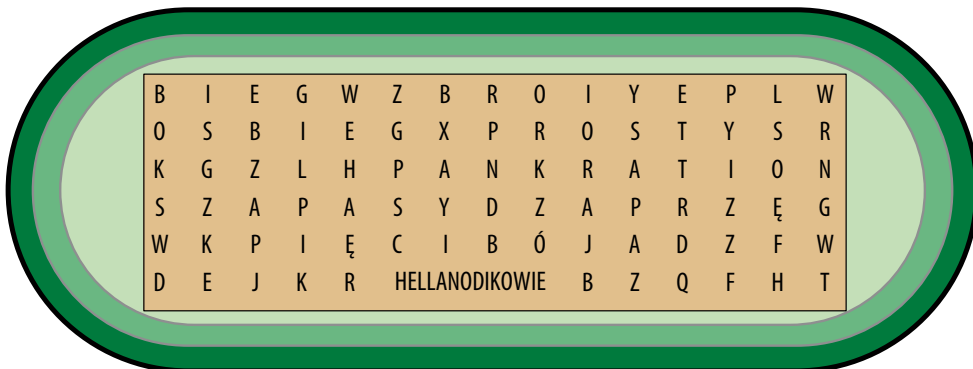 B I E G W Z B R O I Y E P L W
O S B I E G X P R O S T Y S R
K G Z L H P A N K R A T I O N
S Z A P A S Y D Z A P R Z Ę G
W K P I Ę C I B Ó J A D Z F W
D E J K R HELLANODIKOWIE B Z Q F H T